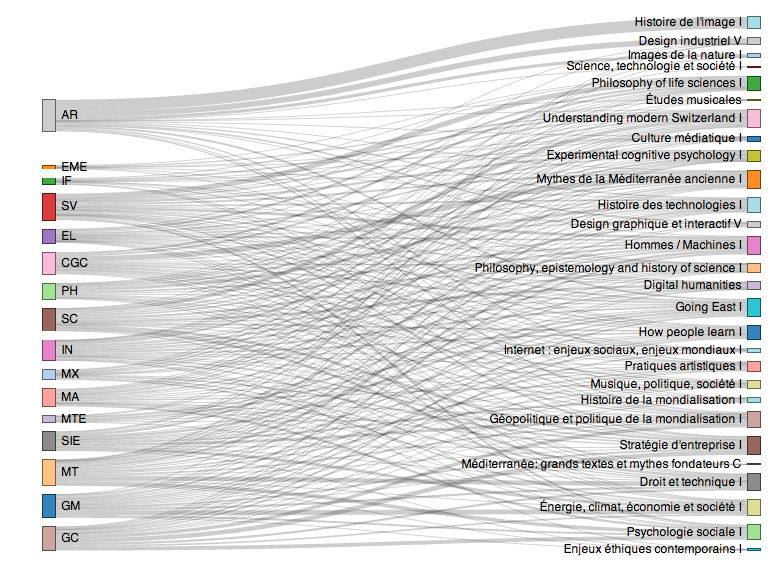 AR
EME
IF
SV
EL
CGC
PH
SC
IN
MX
MA
MTE
SIE
MT
GM
GC
Histoire de l'image I
Design industriel V
Images de la nature I
Science, technologie et société I
Philosophy of life sciences I
Études musicales
Understanding modern Switzerland I
Culture médiatique I
Experimental cognitive psychology I
Mythes de la Méditerranée ancienne I
Histoire des technologies I
Design graphique et interactif V
Hommes / Machines I
Philosophy, epistemology and history of science I
Digital humanities
Going East I
How people learn I
Internet : enjeux sociaux, enjeux mondiaux I
Pratiques artistiques I
Musique, politique, société I
Histoire de la mondialisation I
Géopolitique et politique de la mondialisation I
Stratégie d'entreprise I
Méditerranée: grands textes et mythes fondateurs C
Droit et technique I
Énergie, climat, économie et société I
Psychologie sociale I
Enjeux éthiques contemporains I